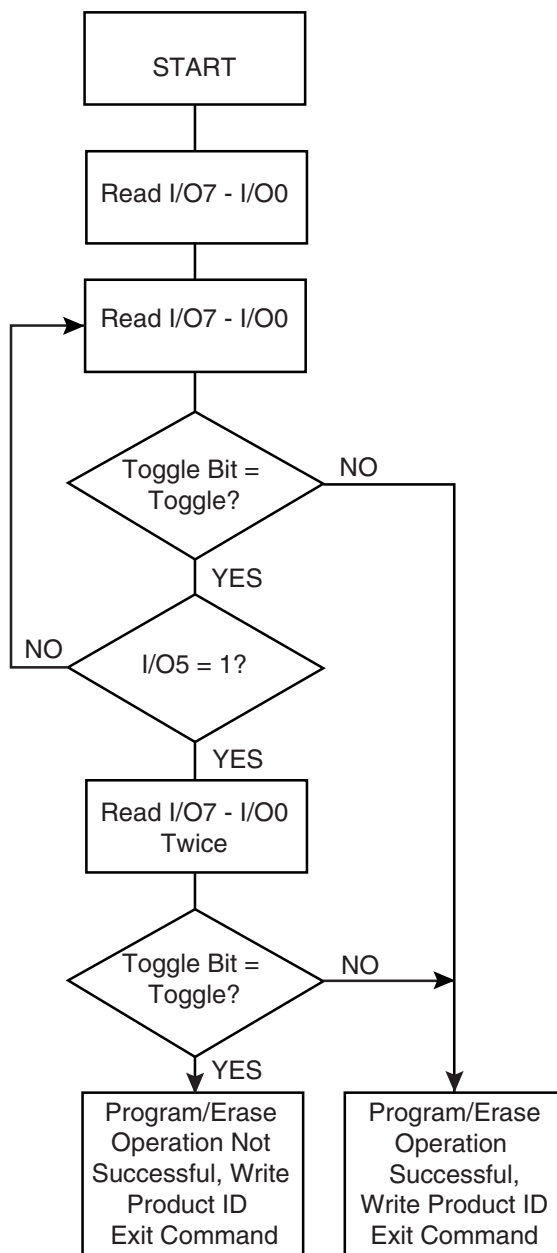 START
Read I/O7 - I/O0
Read I/O7 - I/O0
Toggle Bit =
Toggle?
NO
YES
NO
I/O5 = 1?
YES
Read I/O7 - I/O0
Twice
Toggle Bit =
Toggle?
NO
YES
Program/Erase
Operation Not
Successful, Write
Product ID
Exit Command
Program/Erase
Operation
Successful,
Write Product ID
Exit Command